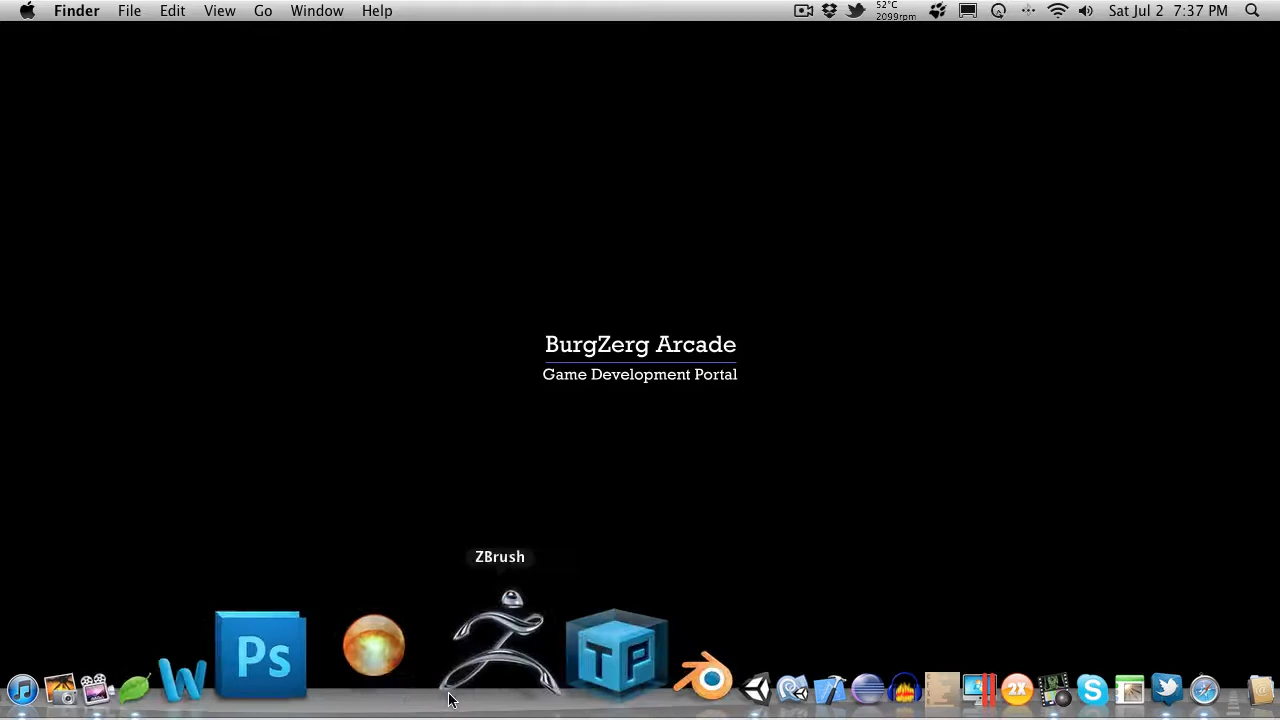 Finder File Edit View Go Window Help 52°C 2099rpm Sat Jul 2 7:37 PM
BurgZerg Arcade
Game Development Portal
ZBrush
W Ps TP 2X